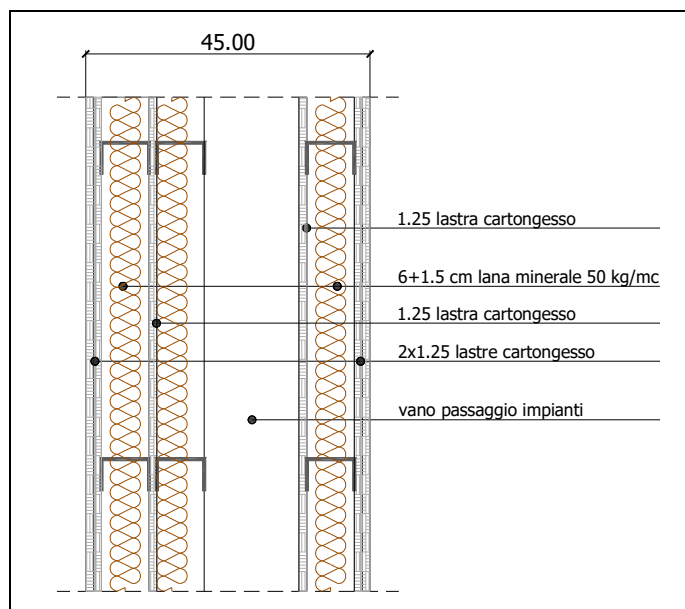 45.00
1.25 lastra cartongesso
6+1.5 cm lana minerale 50 kg/mc
1.25 lastra cartongesso
2x1.25 lastre cartongesso
vano passaggio impianti